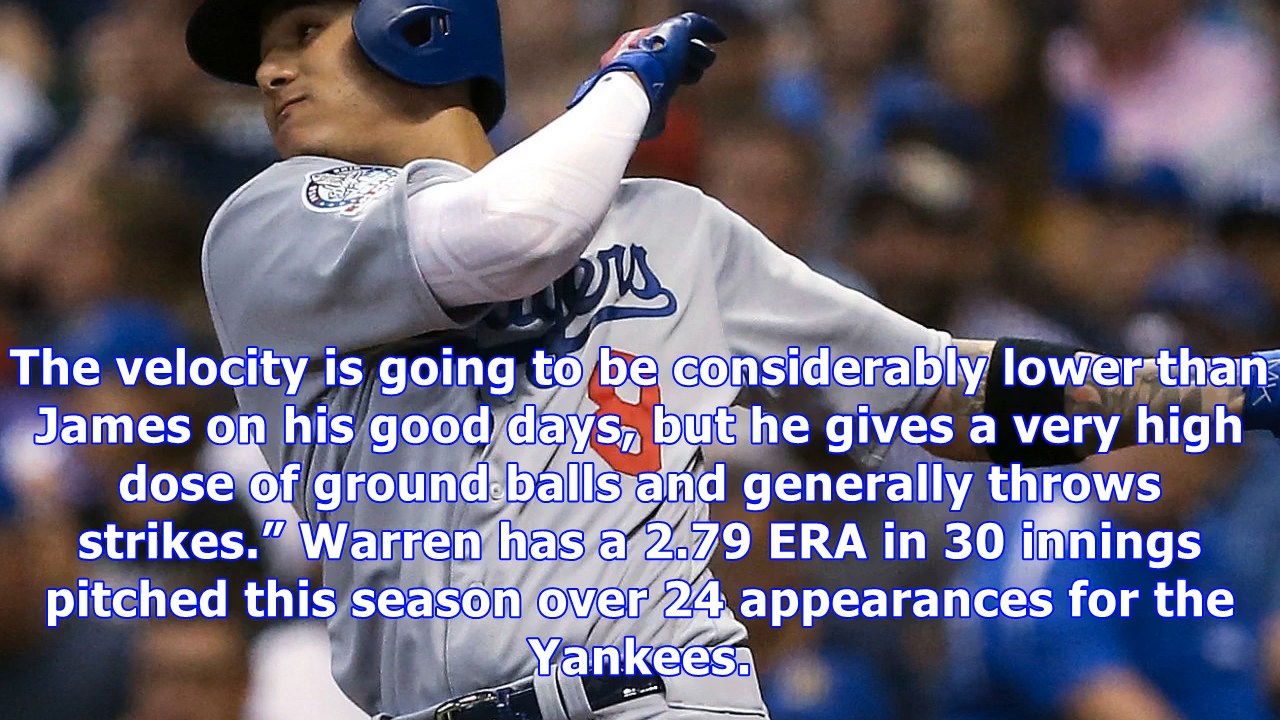 The velocity is going to be considerably lower than
James on his good days, but he gives a very high
dose of ground balls and generally throws
strikes.” Warren has a 2.79 ERA in 30 innings
pitched this season over 24 appearances for the
Yankees.
8